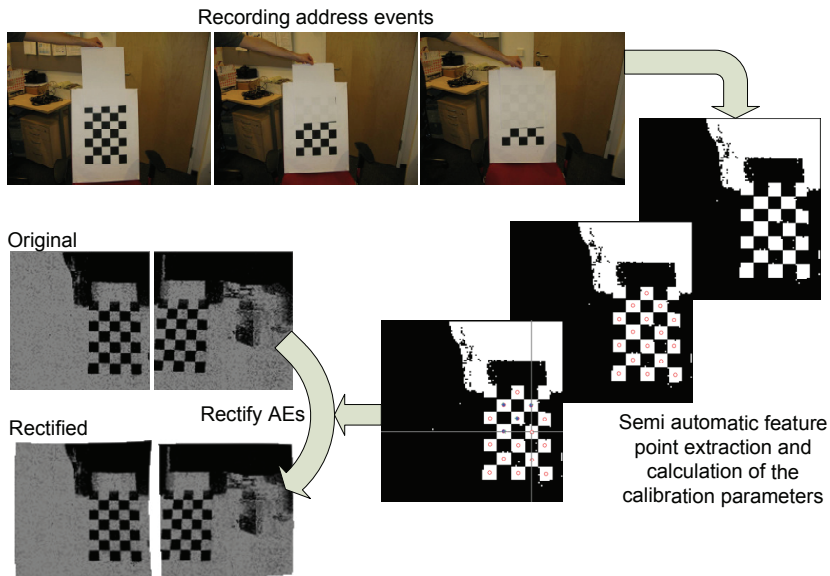 Recording address events
Original
Rectify AEs
Rectified
Semi automatic feature
point extraction and
calculation of the
calibration parameters